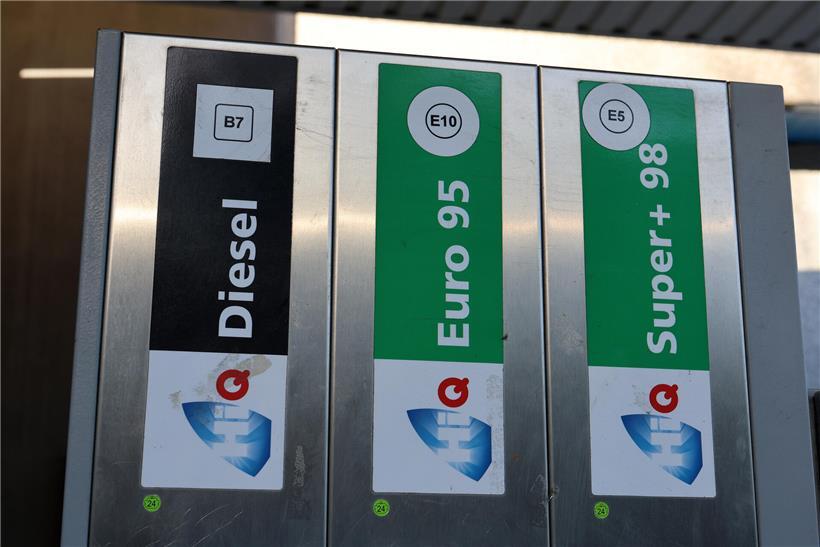 B7
Diesel
HiQ
24
E10
Euro 95
HiQ
24
E5
Super+ 98
HiQ
24